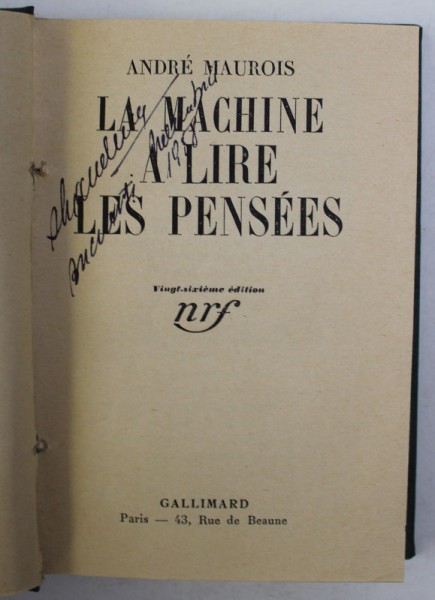 ANDRÉ MAUROIS
LA MACHINE
A LIRE
LES PENSÉES
Vingt-sixième édition
nrf
GALLIMARD
Paris — 43, Rue de Beaune